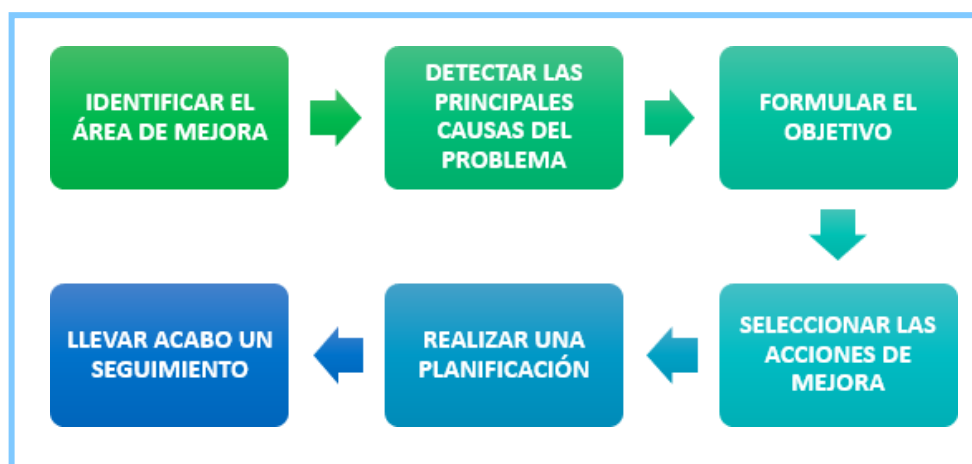 IDENTIFICAR EL
ÁREA DE MEJORA
DETECTAR LAS
PRINCIPALES
CAUSAS DEL
PROBLEMA
FORMULAR EL
OBJETIVO
SELECCIONAR LAS
ACCIONES DE
MEJORA
REALIZAR UNA
PLANIFICACIÓN
LLEVAR ACABO UN
SEGUIMIENTO